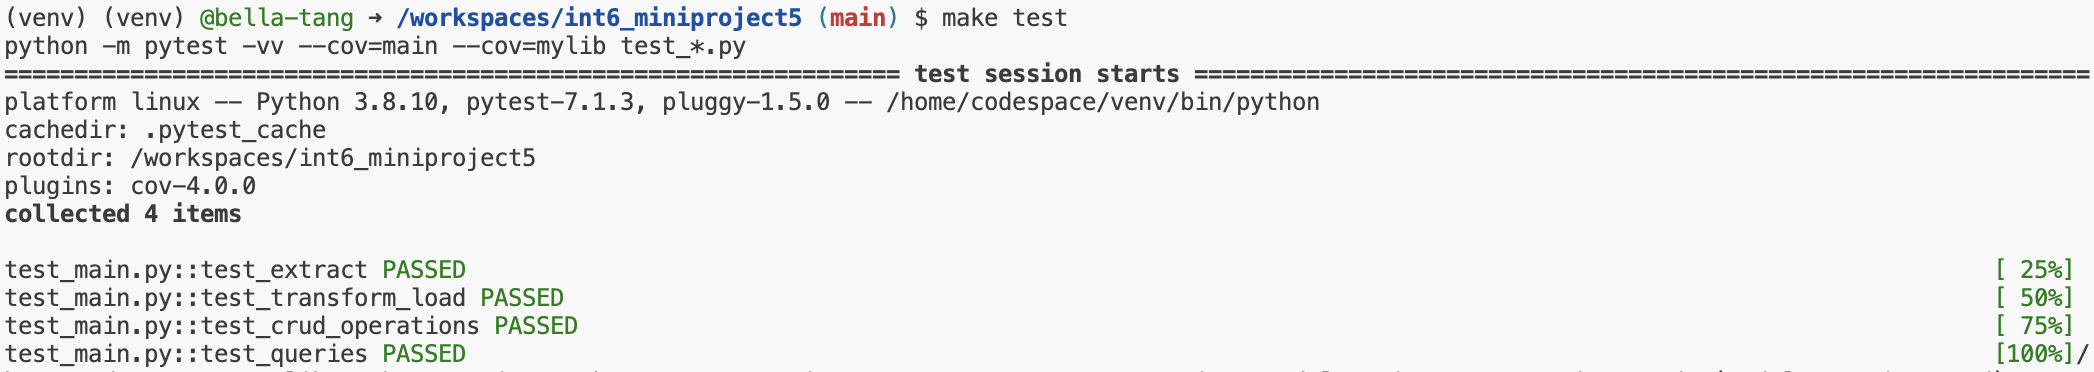 (venv) (venv) @bella-tang ➜ /workspaces/int6_miniproject5 (main) $ make test
python -m pytest -vv --cov=main --cov=mylib test_*.py
================================================================ test session starts ================================================================
platform linux -- Python 3.8.10, pytest-7.1.3, pluggy-1.5.0 -- /home/codespace/venv/bin/python
cachedir: .pytest_cache
rootdir: /workspaces/int6_miniproject5
plugins: cov-4.0.0
collected 4 items
test_main.py::test_extract PASSED [ 25%]
test_main.py::test_transform_load PASSED [ 50%]
test_main.py::test_crud_operations PASSED [ 75%]
test_main.py::test_queries PASSED [100%]/